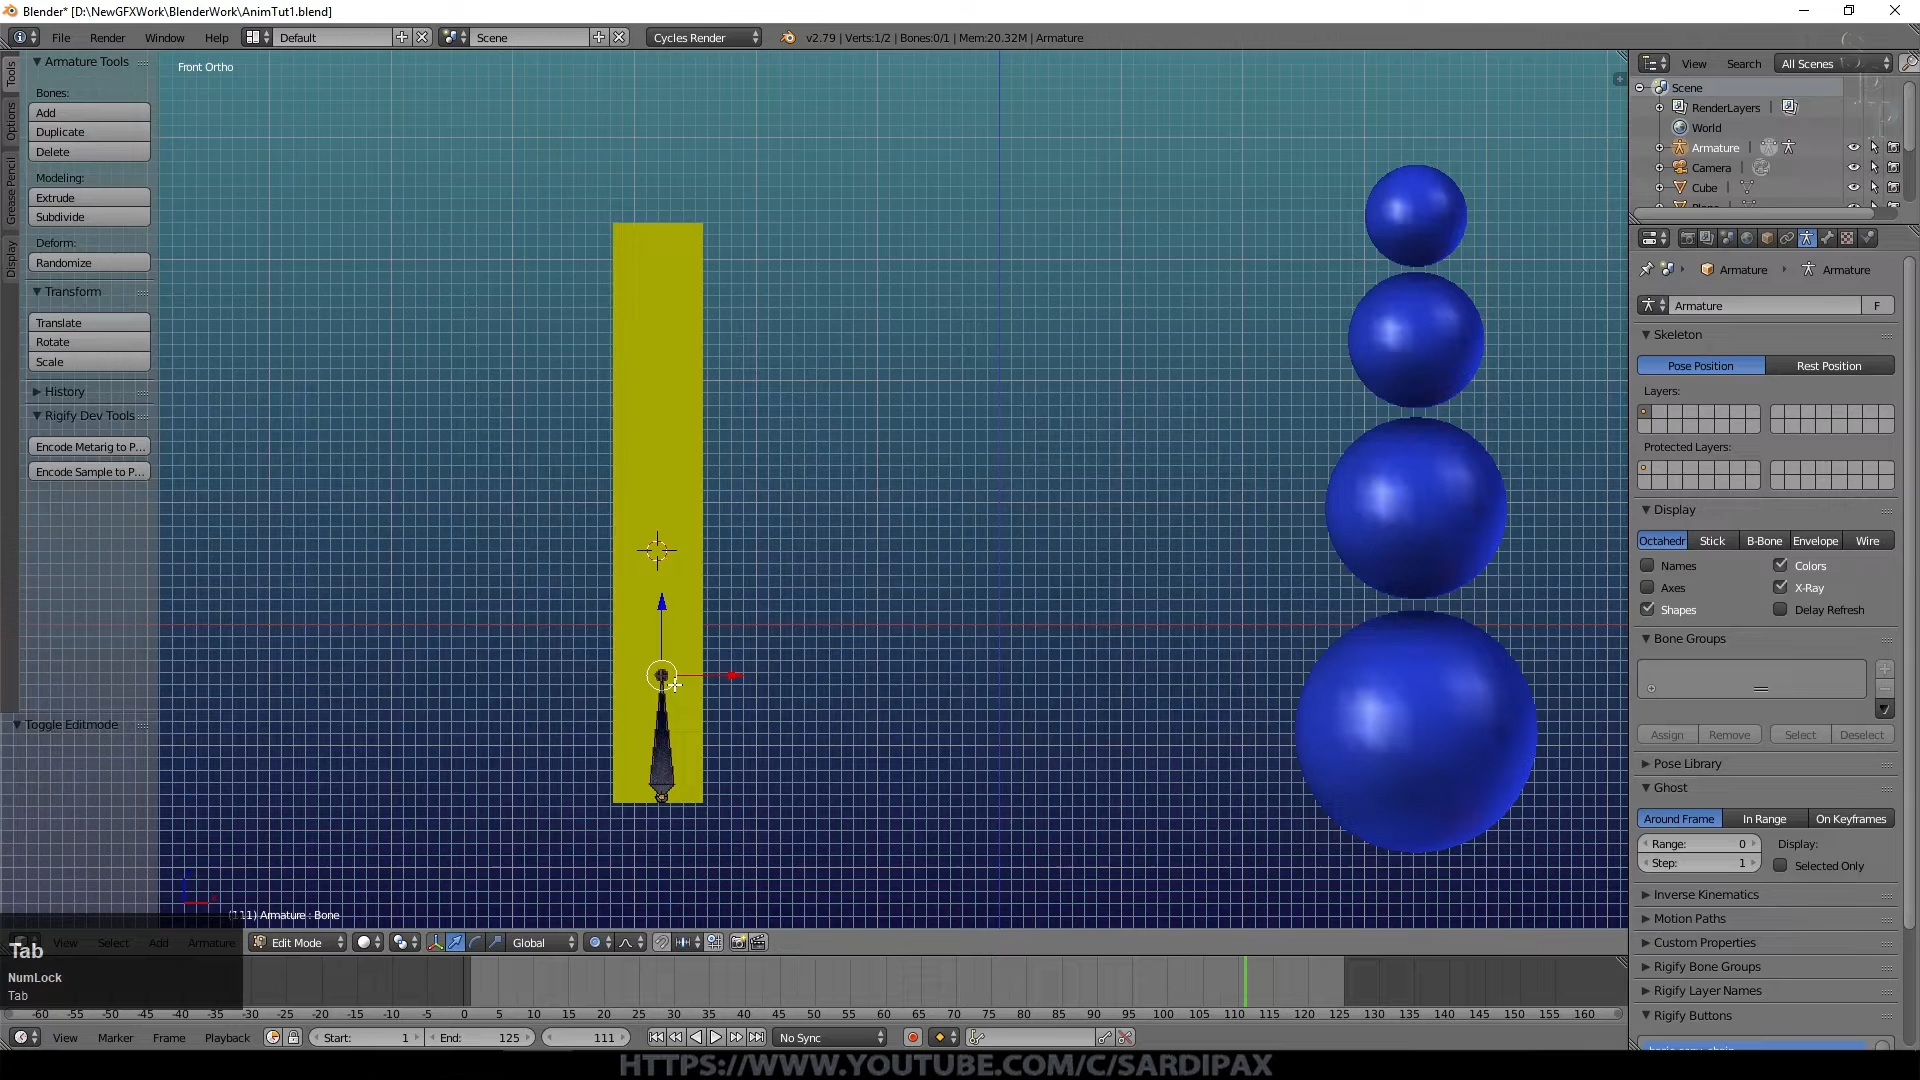 Blender* [D:\NewGFXWork\BlenderWork\AnimTut1.blend]
File Render Window Help Default Scene Cycles Render v2.79 | Verts:1/2 | Bones:0/1 | Mem:20.32M | Armature
Tools
Options
Grease Pencil
Display
Armature Tools
Bones:
Add
Duplicate
Delete
Modeling:
Extrude
Subdivide
Deform:
Randomize
Transform
Translate
Rotate
Scale
History
Rigify Dev Tools
Encode Metarig to P...
Encode Sample to P...
Toggle Editmode
Front Ortho
(111) Armature : Bone
View Search All Scenes
Scene
RenderLayers
World
Armature
Camera
Cube
Armature Armature
Armature F
Skeleton
Pose Position Rest Position
Layers:
Protected Layers:
Display
Octahedr Stick B-Bone Envelope Wire
Names Colors
Axes X-Ray
Shapes Delay Refresh
Bone Groups
Assign Remove Select Deselect
Pose Library
Ghost
Around Frame In Range On Keyframes
Range: 0 Display:
Step: 1 Selected Only
Inverse Kinematics
Motion Paths
Custom Properties
Rigify Bone Groups
Rigify Layer Names
Rigify Buttons
View Select Add Armature Edit Mode Global
Tab
NumLock
Tab
-60 -55 -50 -45 -40 -35 -30 -25 -20 -15 -10 -5 0 5 10 15 20 25 30 35 40 45 50 55 60 65 70 75 80 85 90 95 100 105 110 115 120 125 130 135 140 145 150 155 160
View Marker Frame Playback Start: 1 End: 125 111 No Sync
HTTPS://WWW.YOUTUBE.COM/C/SARDIPAX